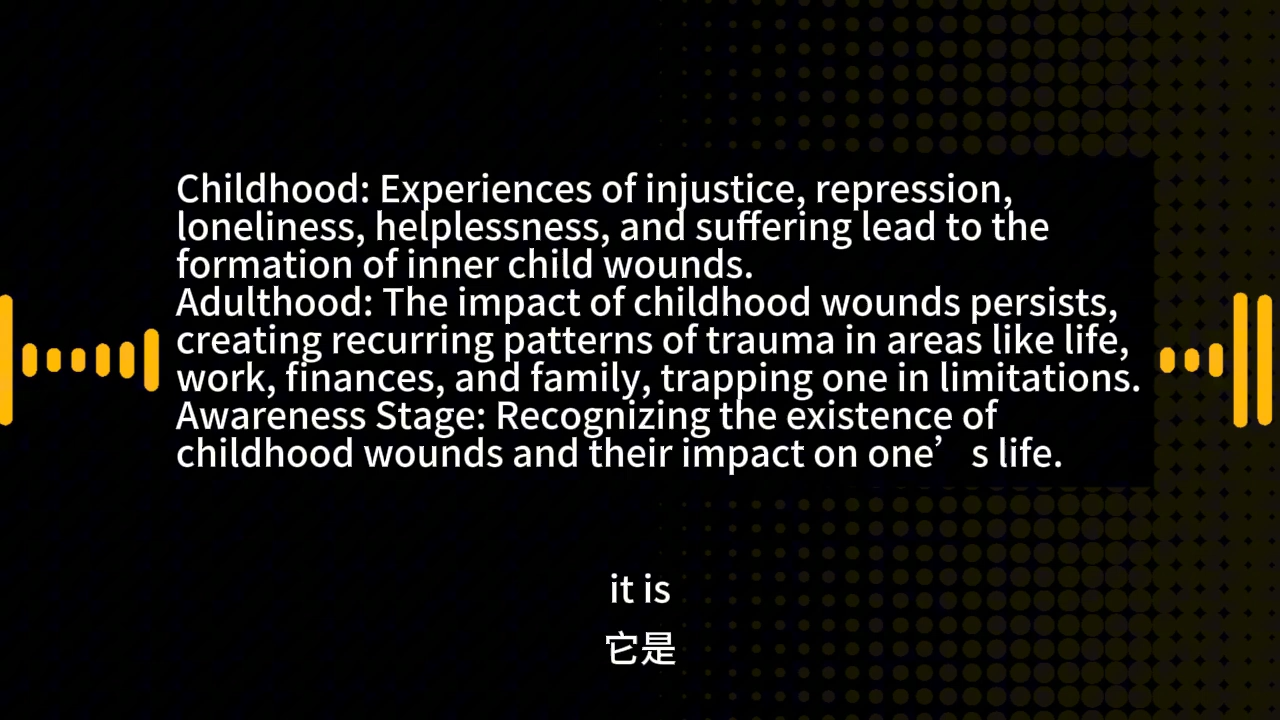 Childhood: Experiences of injustice, repression,
loneliness, helplessness, and suffering lead to the
formation of inner child wounds.
Adulthood: The impact of childhood wounds persists,
creating recurring patterns of trauma in areas like life,
work, finances, and family, trapping one in limitations.
Awareness Stage: Recognizing the existence of
childhood wounds and their impact on one’s life.
it is
它是